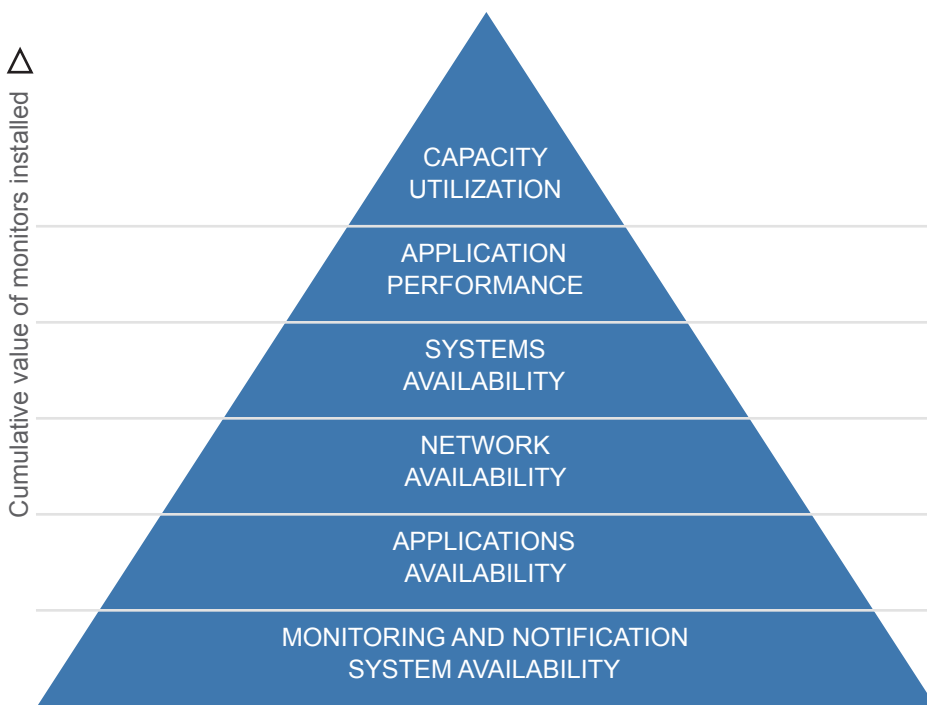 Cumulative value of monitors installed
CAPACITY
UTILIZATION
APPLICATION
PERFORMANCE
SYSTEMS
AVAILABILITY
NETWORK
AVAILABILITY
APPLICATIONS
AVAILABILITY
MONITORING AND NOTIFICATION
SYSTEM AVAILABILITY